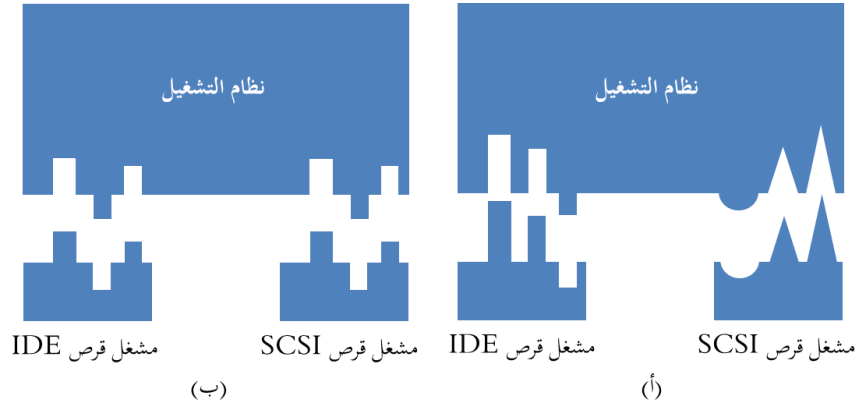 نظام التشغيل
نظام التشغيل
مشغل قرص SCSI
مشغل قرص IDE
مشغل قرص SCSI
مشغل قرص IDE
(أ)
(ب)